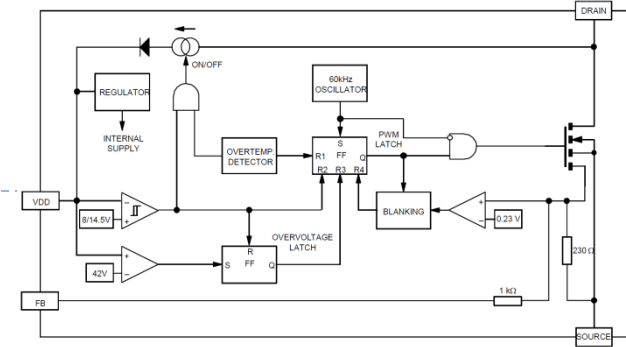 DRAIN
ON/OFF
60kHz
OSCILLATOR
REGULATOR
INTERNAL
SUPPLY
PWM
LATCH
OVERTEMP.
DETECTOR
S
R1 FF Q
R2 R3 R4
VDD
8/14.5V
−
+
BLANKING
+
−
0.23 V
OVERVOLTAGE
LATCH
R
S FF Q
42V
+
−
230 Ω
1 kΩ
FB
SOURCE